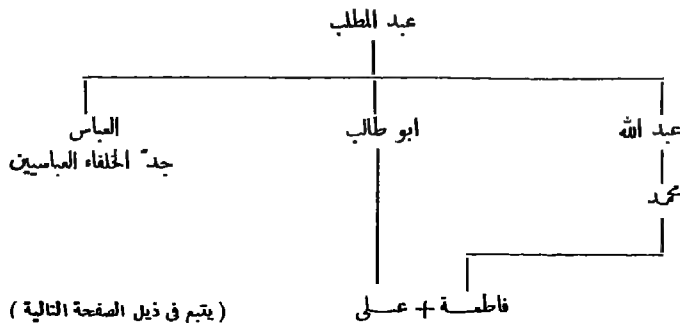 عبد المطلب
عبد الله ابو طالب العباس
جدّ الخلفاء العباسيين
محمد
فاطمة + على
( يتبع فى ذيل الصفحة التالية )